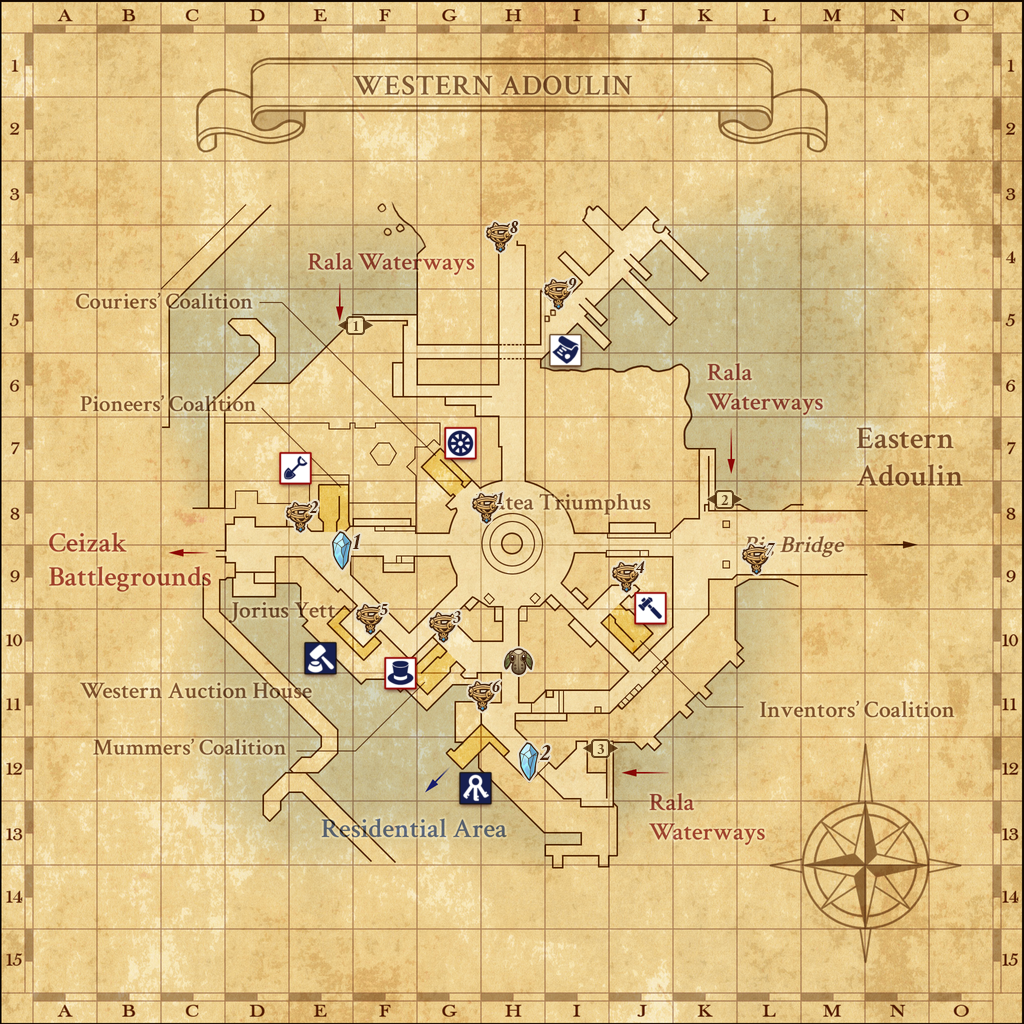 A B C D E F G H I J K L M N O
WESTERN ADOULIN
1 1
2 2
3 3
8
4 Rala Waterways 4
9
Couriers' Coalition
5 1 5
6 Rala 6
Waterways
Pioneers' Coalition
7 Eastern 7
Adoulin
2
1
Triumphus
8 2 8
Ceizak
Battlegrounds
1
Bridge
7
9 4 9
Jorius Yett
5
3
10 10
Western Auction House
6
11 Inventors' Coalition 11
Mummers' Coalition
2
3
12 12
Rala
Waterways
13 Residential Area 13
14 14
15 15
A B C D E F G H I J K L M N O